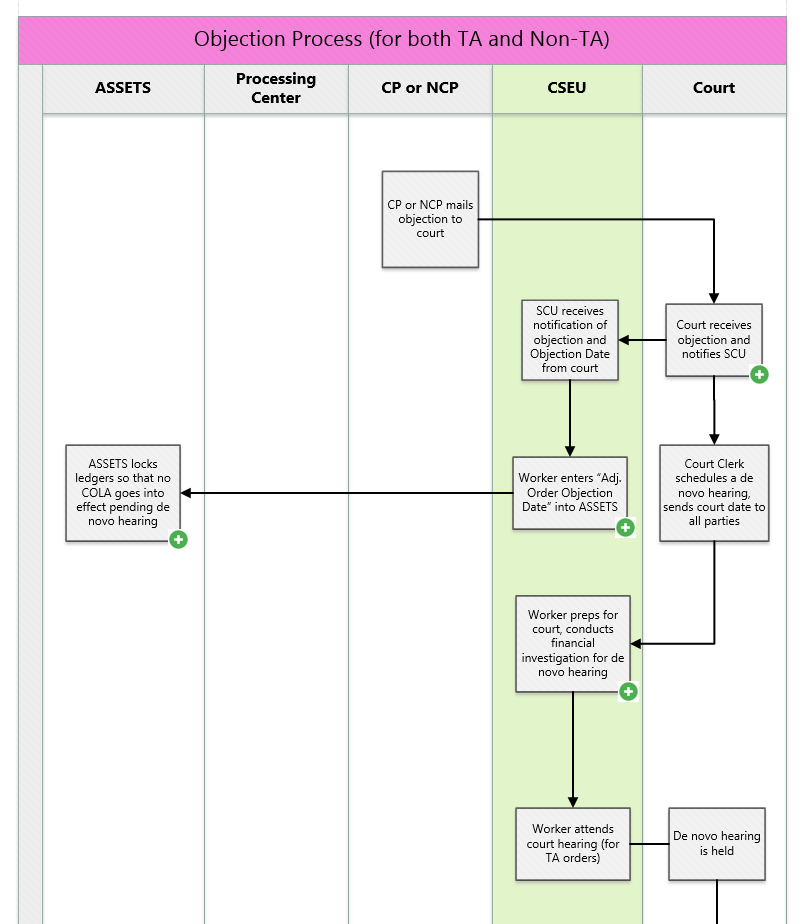 Objection Process (for both TA and Non-TA)
ASSETS
Processing
Center
CP or NCP
CSEU
Court
CP or NCP mails
objection to
court
SCU receives
notification of
objection and
Objection Date
from court
Court receives
objection and
notifies SCU
ASSETS locks
ledgers so that no
COLA goes into
effect pending de
novo hearing
Worker enters “Adj.
Order Objection
Date” into ASSETS
Court Clerk
schedules a de
novo hearing,
sends court date to
all parties
Worker preps for
court, conducts
financial
investigation for de
novo hearing
Worker attends
court hearing (for
TA orders)
De novo hearing
is held